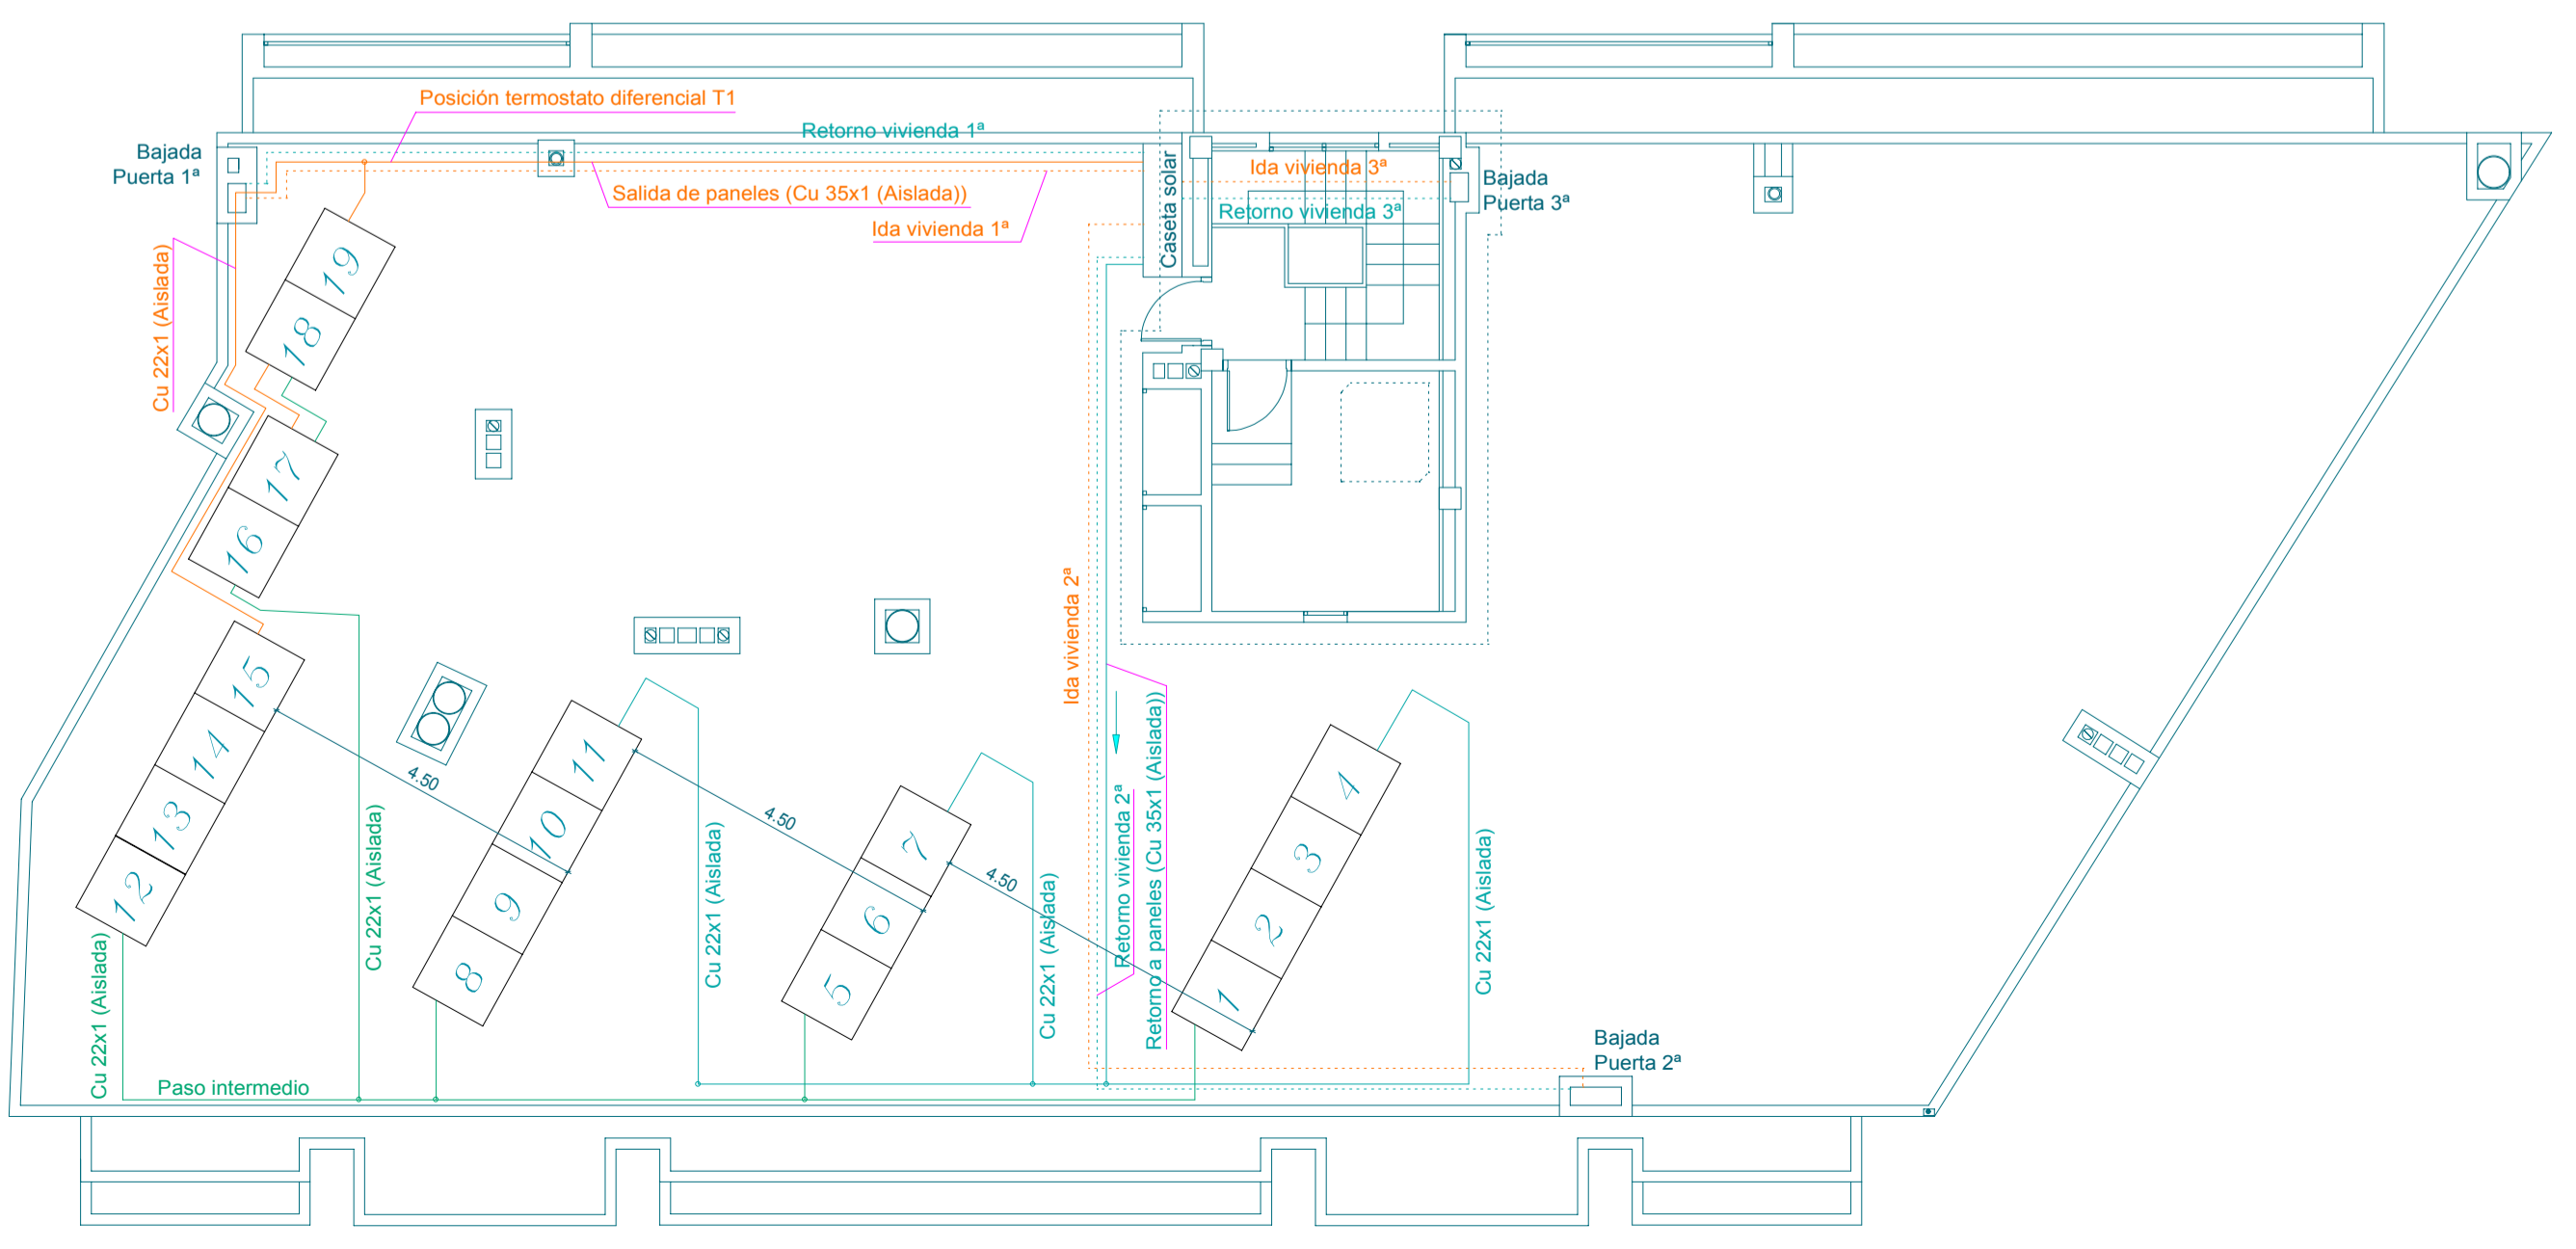 Posición termostato diferencial T1
Retorno vivienda 1ª
Bajada
Puerta 1ª
Salida de paneles (Cu 35x1 (Aislada))
Ida vivienda 1ª
Caseta solar
Ida vivienda 3ª
Retorno vivienda 3ª
Bajada
Puerta 3ª
Cu 22x1 (Aislada)
19
18
17
16
15
14
13
12
11
10
9
8
7
6
5
4
3
2
1
4.50
4.50
4.50
Ida vivienda 2ª
Retorno vivienda 2ª
Retorno a paneles (Cu 35x1 (Aislada))
Cu 22x1 (Aislada)
Cu 22x1 (Aislada)
Cu 22x1 (Aislada)
Cu 22x1 (Aislada)
Cu 22x1 (Aislada)
Paso intermedio
Bajada
Puerta 2ª